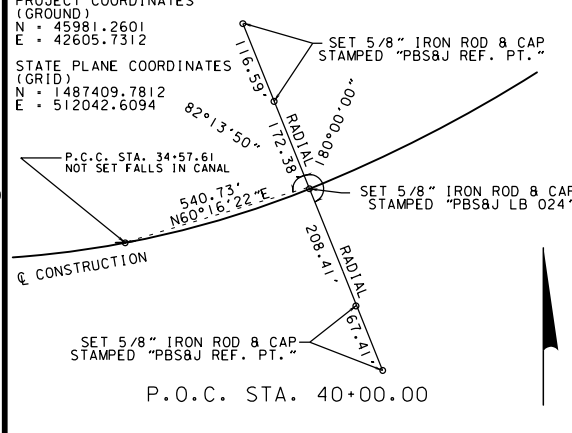 PROJECT COORDINATES
(GROUND)
N = 45981.2601
E = 42605.7312
STATE PLANE COORDINATES
(GRID)
N = 1487409.7812
E = 512042.6094
SET 5/8" IRON ROD & CAP
STAMPED "PBS&J REF. PT."
116.59'
82°13'50"
RADIAL
172.38
180°00'00"
P.C.C. STA. 34+57.61
NOT SET FALLS IN CANAL
540.73'
N60°16'22"E
SET 5/8" IRON ROD & CAP
STAMPED "PBS&J LB 024"
℄ CONSTRUCTION
208.41'
RADIAL
SET 5/8" IRON ROD & CAP
STAMPED "PBS&J REF. PT."
67.41'
P.O.C. STA. 40+00.00